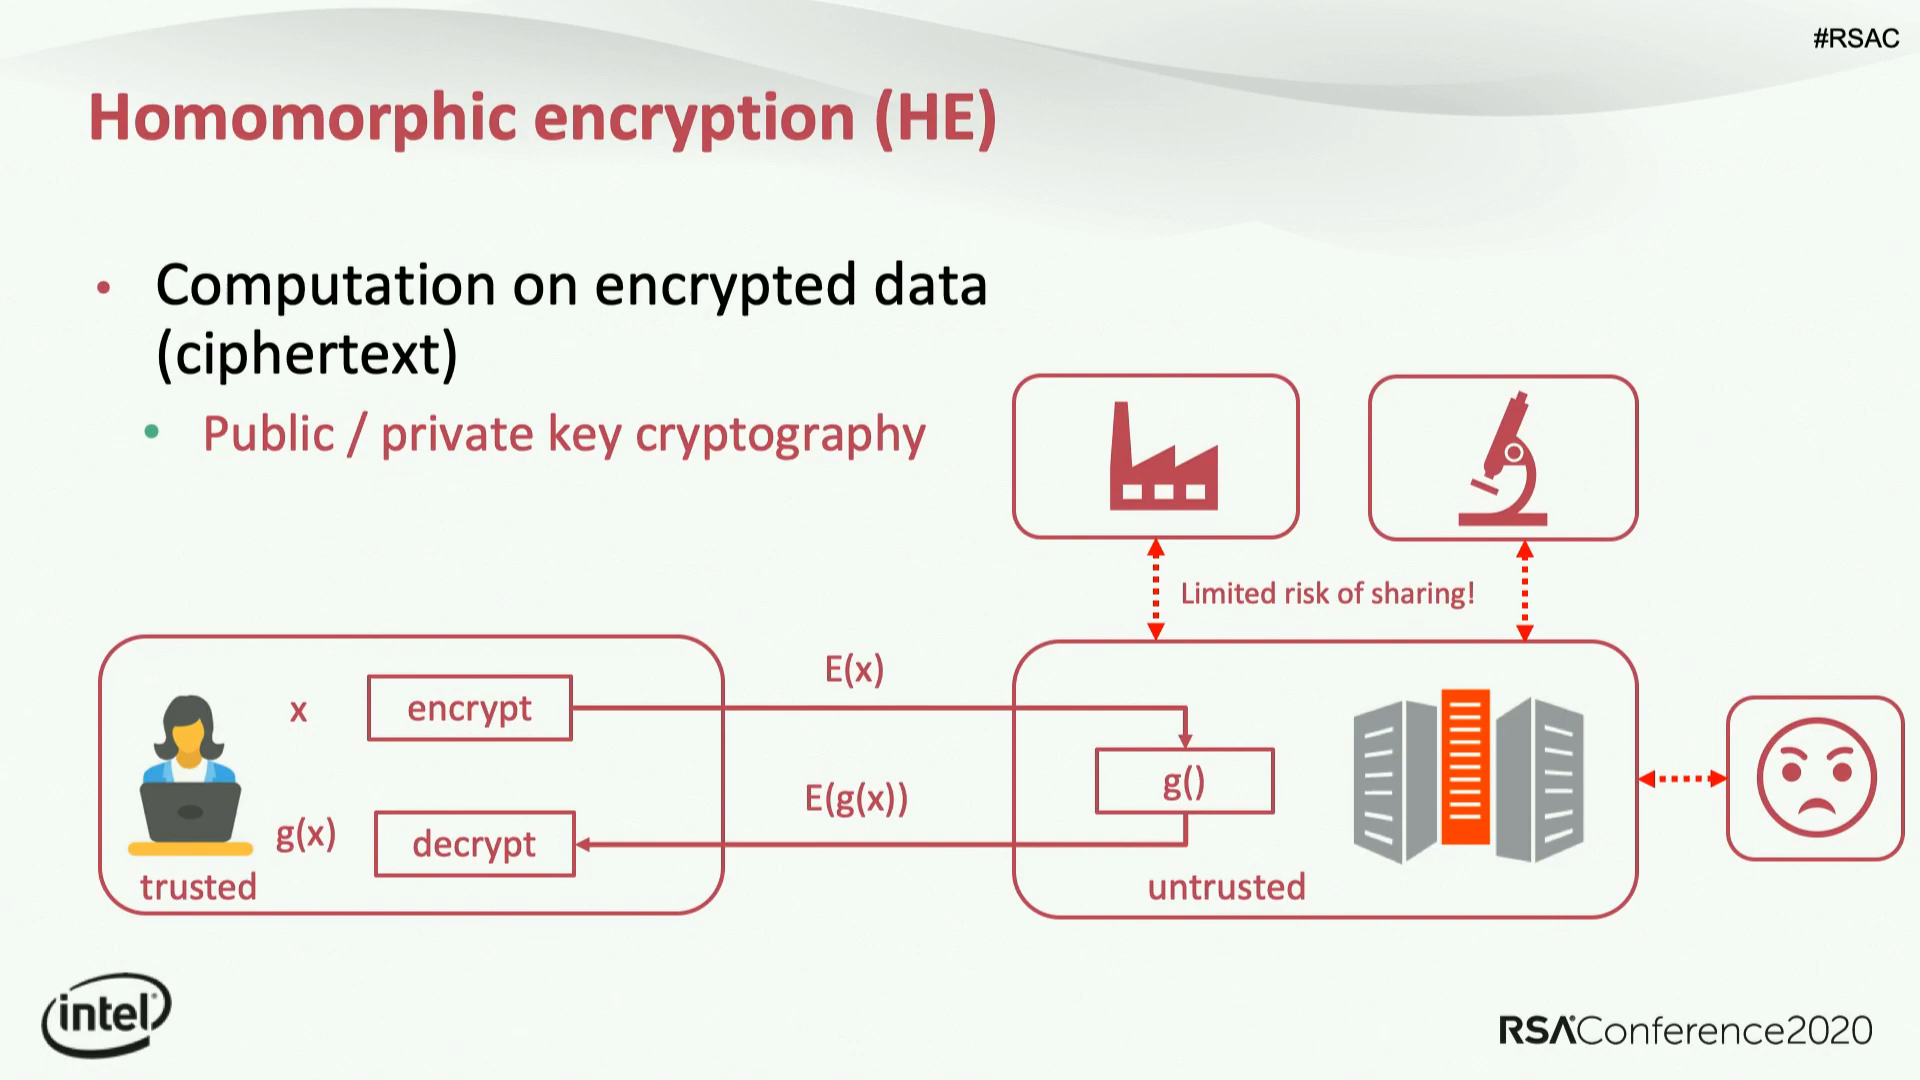 #RSAC
Homomorphic encryption (HE)
• Computation on encrypted data
(ciphertext)
• Public / private key cryptography
Limited risk of sharing!
E(x)
x
encrypt
g()
E(g(x))
g(x)
decrypt
trusted
untrusted
intel
RSAConference2020